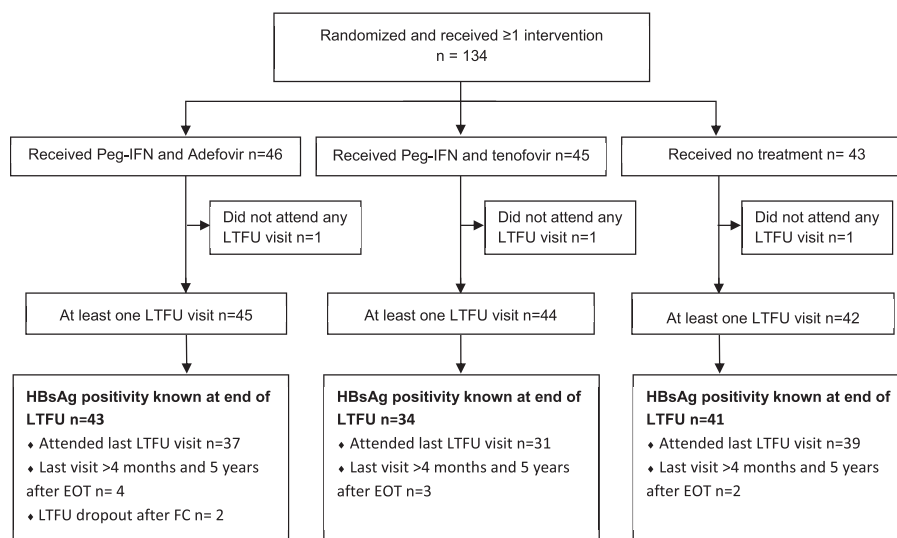 Randomized and received ≥1 intervention
n = 134
Received Peg-IFN and Adefovir n=46
Received Peg-IFN and tenofovir n=45
Received no treatment n= 43
Did not attend any
LTFU visit n=1
Did not attend any
LTFU visit n=1
Did not attend any
LTFU visit n=1
At least one LTFU visit n=45
At least one LTFU visit n=44
At least one LTFU visit n=42
HBsAg positivity known at end of
LTFU n=43
⬧ Attended last LTFU visit n=37
⬧ Last visit >4 months and 5 years
after EOT n= 4
⬧ LTFU dropout after FC n= 2
HBsAg positivity known at end of
LTFU n=34
⬧ Attended last LTFU visit n=31
⬧ Last visit >4 months and 5 years
after EOT n=3
HBsAg positivity known at end of
LTFU n=41
⬧ Attended last LTFU visit n=39
⬧ Last visit >4 months and 5 years
after EOT n=2